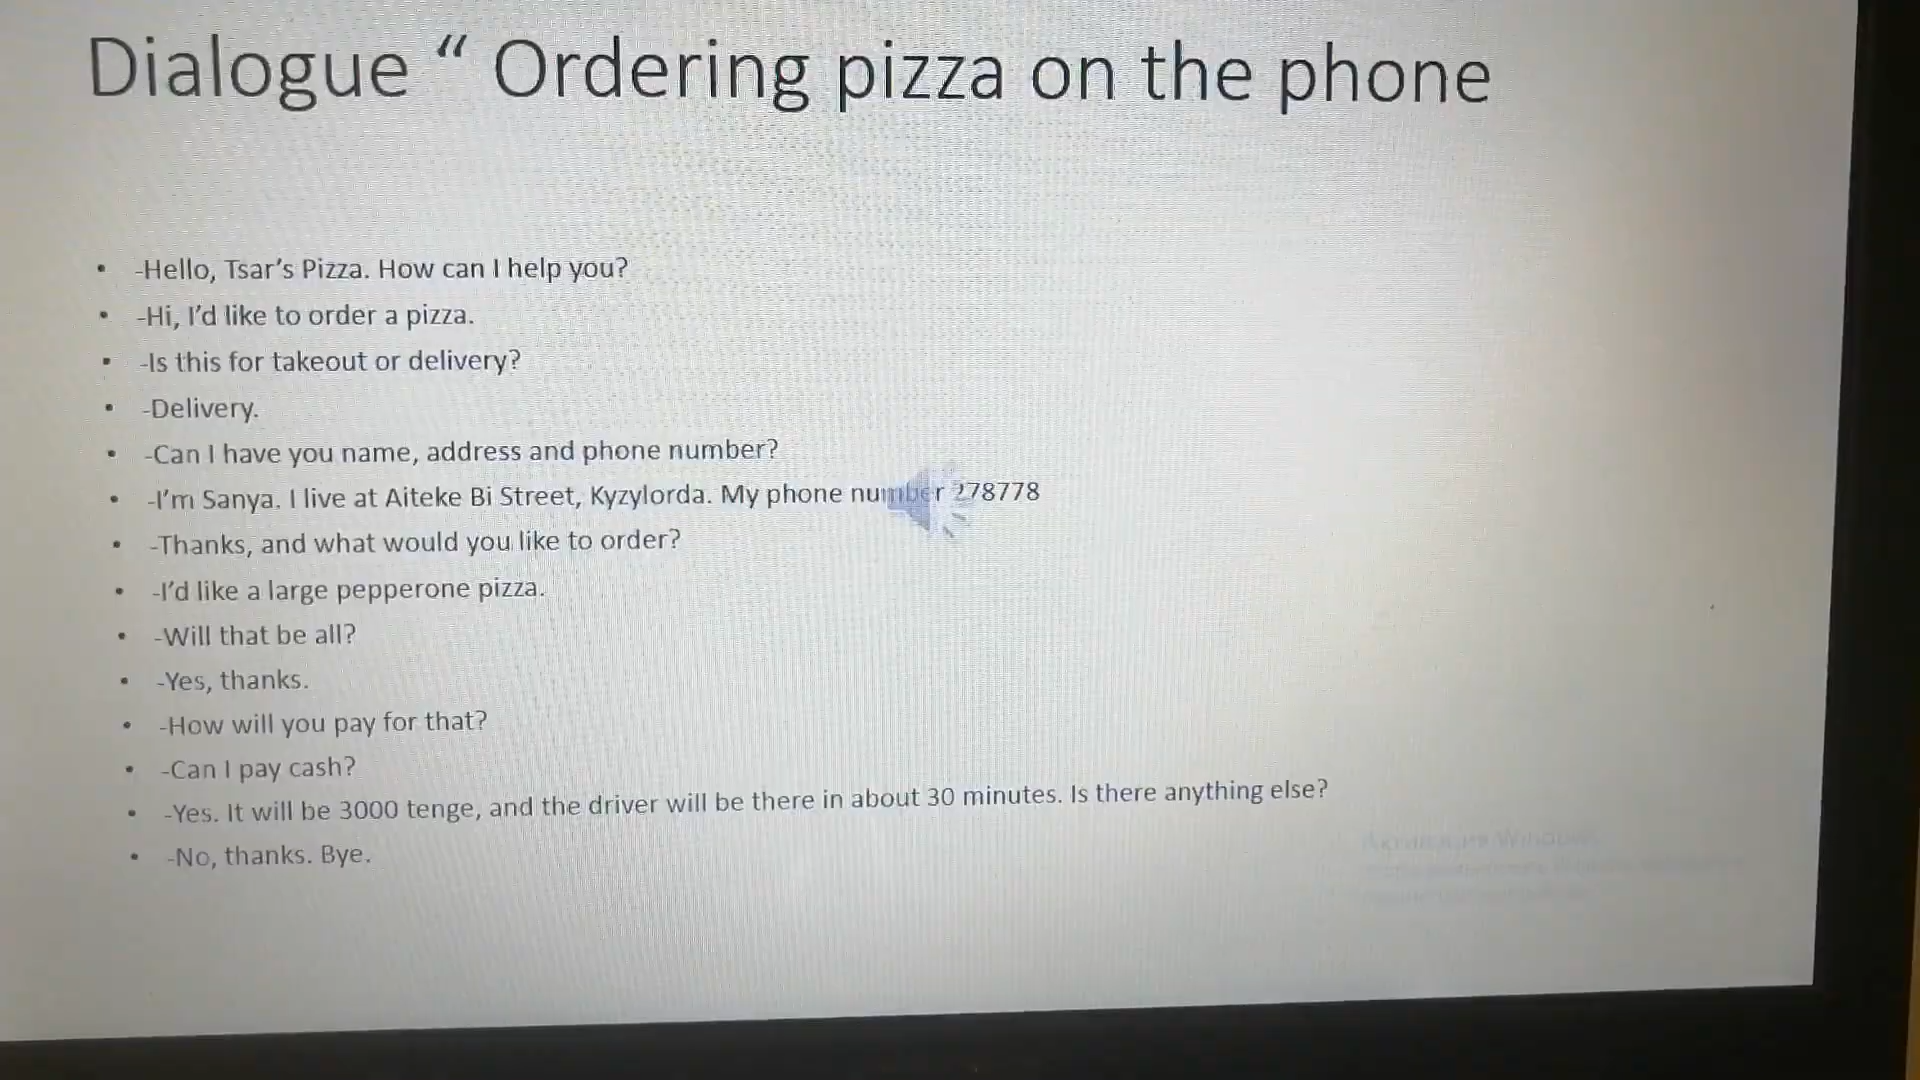 Dialogue “ Ordering pizza on the phone
• -Hello, Tsar’s Pizza. How can I help you?
• -Hi, I’d like to order a pizza.
• -Is this for takeout or delivery?
• -Delivery.
• -Can I have you name, address and phone number?
• -I’m Sanya. I live at Aiteke Bi Street, Kyzylorda. My phone number 278778
• -Thanks, and what would you like to order?
• -I’d like a large pepperone pizza.
• -Will that be all?
• -Yes, thanks.
• -How will you pay for that?
• -Can I pay cash?
• -Yes. It will be 3000 tenge, and the driver will be there in about 30 minutes. Is there anything else?
• -No, thanks. Bye.